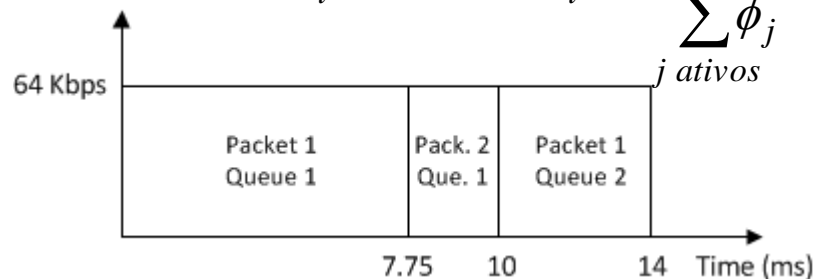 ∑ϕj
j ativos
64 Kbps
Packet 1 Pack. 2 Packet 1
Queue 1 Que. 1 Queue 2
7.75 10 14 Time (ms)